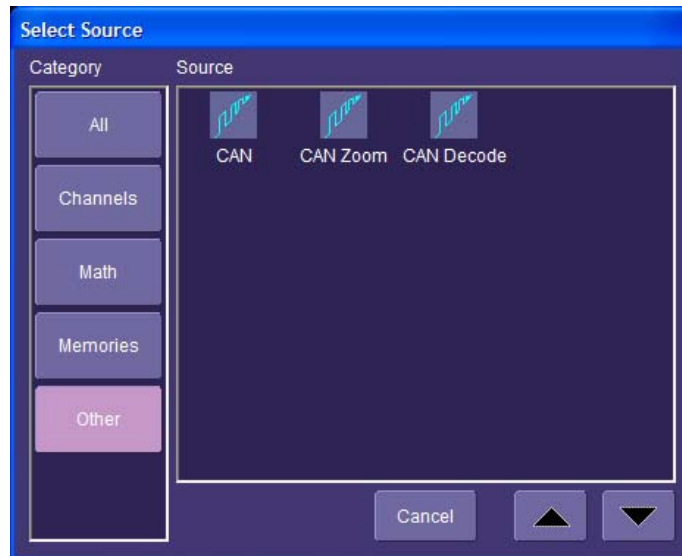 Select Source
Category Source
All
Channels
Math
Memories
Other
CAN CAN Zoom CAN Decode
Cancel